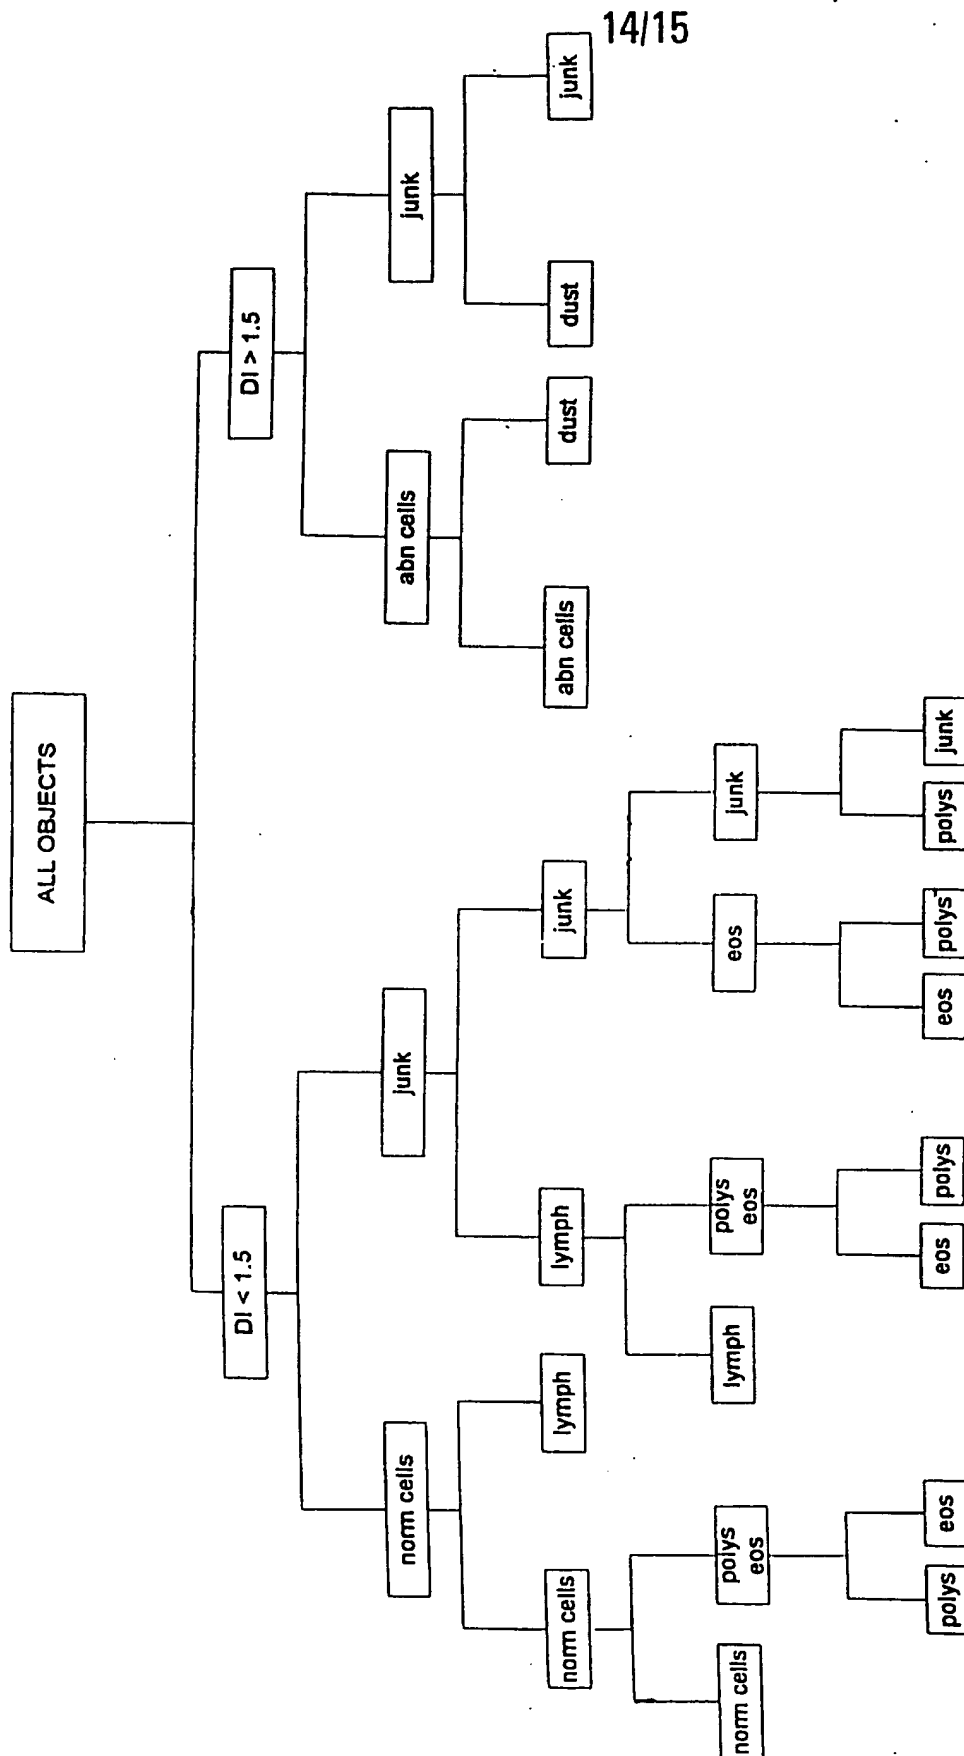 14/15
ALL OBJECTS
DI < 1.5
DI > 1.5
norm cells
junk
abn cells
junk
norm cells
lymph
lymph
junk
abn cells
dust
dust
junk
norm cells
polys
eos
lymph
polys
eos
eos
junk
polys
eos
eos
polys
eos
polys
polys
junk